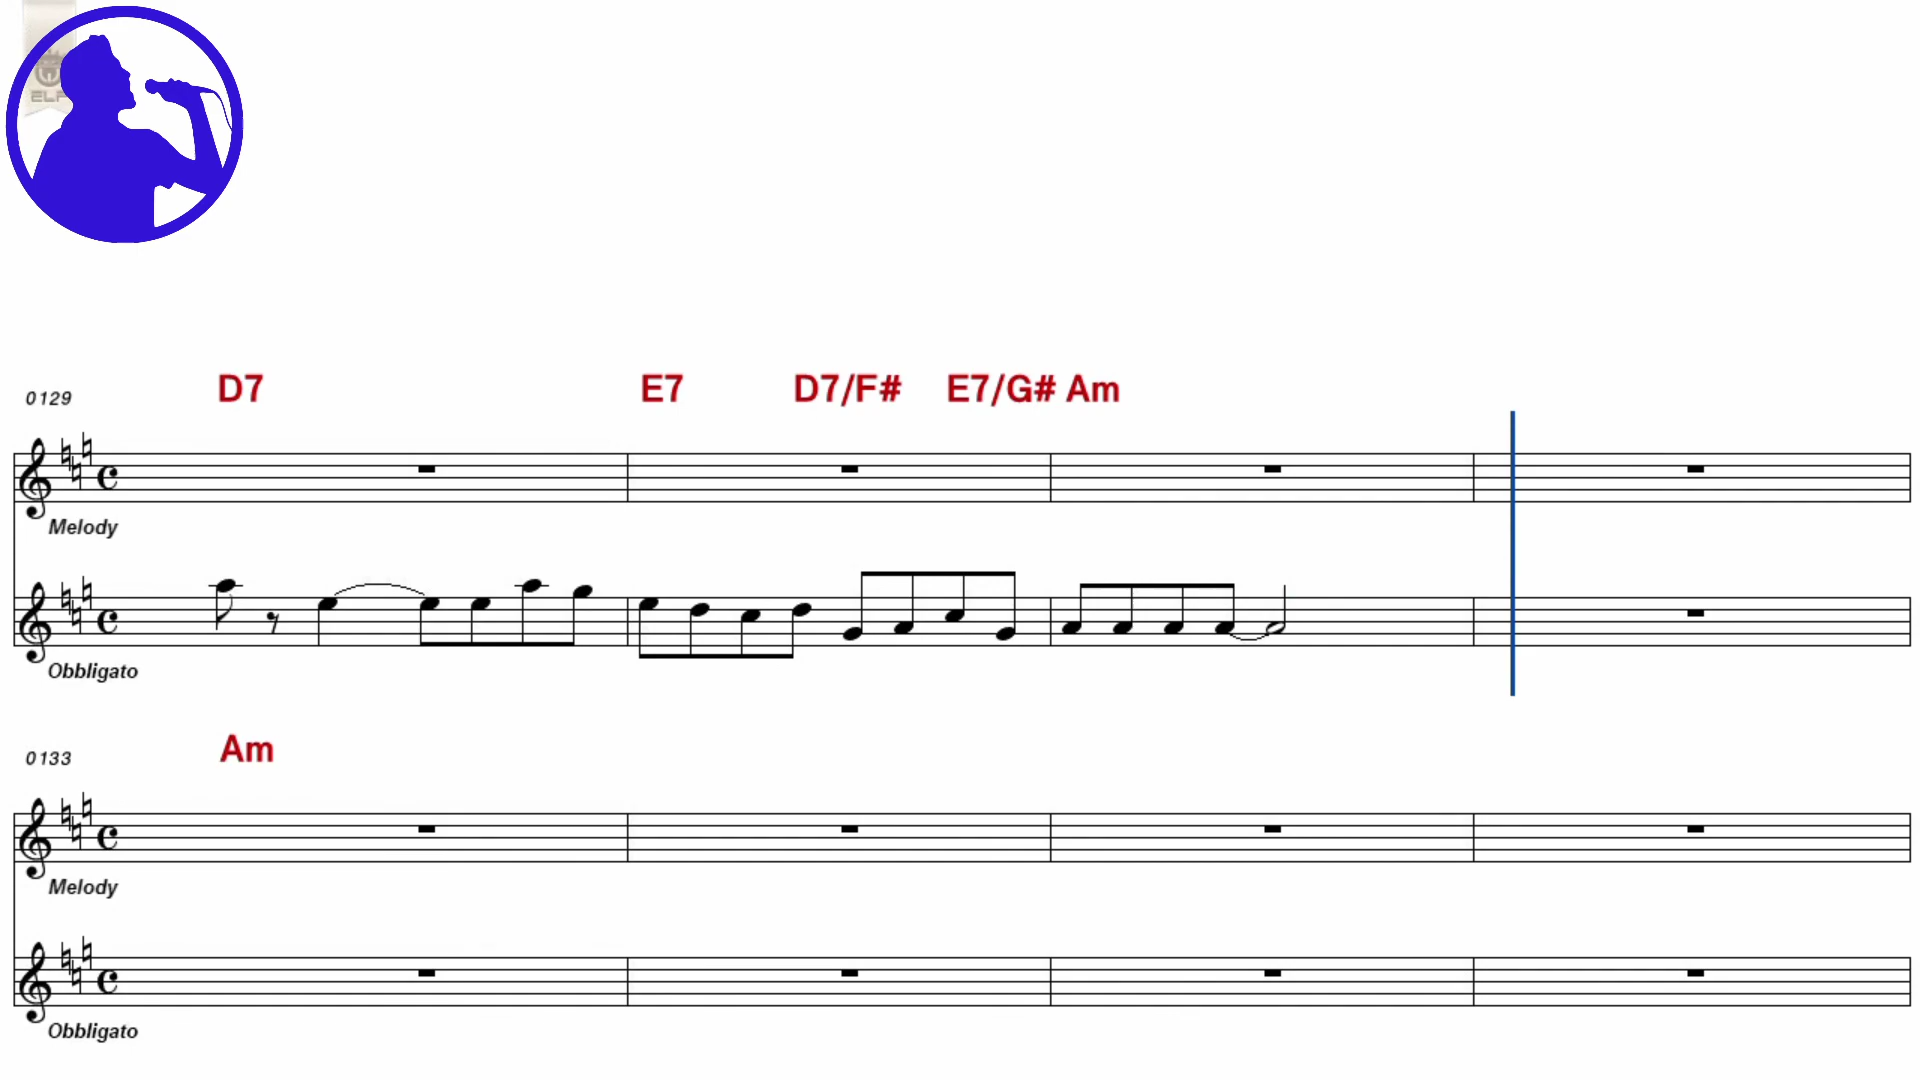 0129 D7 E7 D7/F# E7/G# Am
Melody
Obbligato
0133 Am
Melody
Obbligato